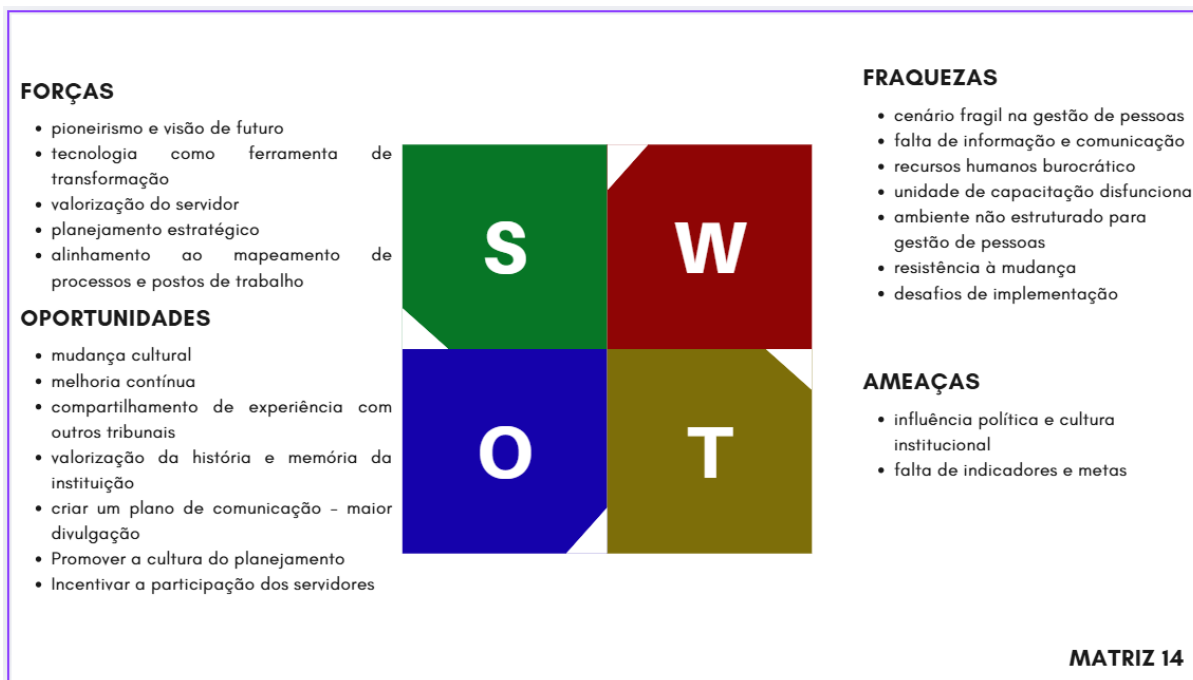 FORÇAS
• pioneirismo e visão de futuro
• tecnologia como ferramenta de
transformação
• valorização do servidor
• planejamento estratégico
• alinhamento ao mapeamento de
processos e postos de trabalho
OPORTUNIDADES
• mudança cultural
• melhoria contínua
• compartilhamento de experiência com
outros tribunais
• valorização da história e memória da
instituição
• criar um plano de comunicação - maior
divulgação
• Promover a cultura do planejamento
• Incentivar a participação dos servidores
S
W
O
T
FRAQUEZAS
• cenário fragil na gestão de pessoas
• falta de informação e comunicação
• recursos humanos burocrático
• unidade de capacitação disfunciona
• ambiente não estruturado para
gestão de pessoas
• resistência à mudança
• desafios de implementação
AMEAÇAS
• influência política e cultura
institucional
• falta de indicadores e metas
MATRIZ 14